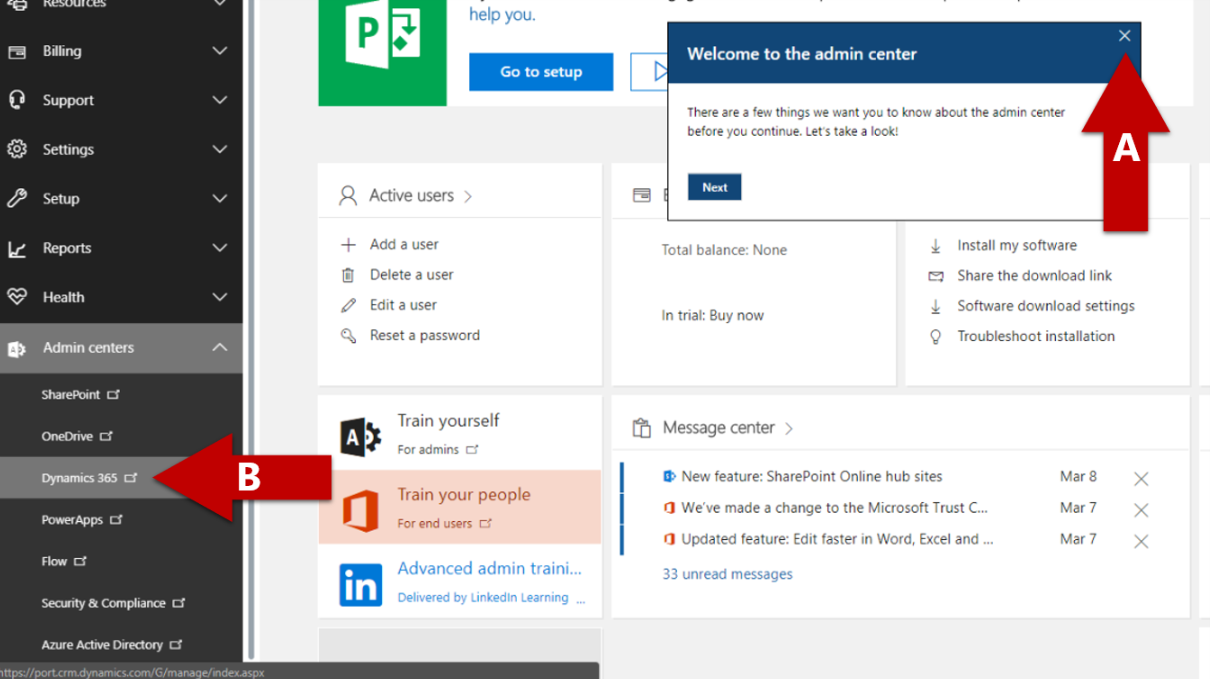 Resources
Billing
Support
Settings
Setup
Reports
Health
Admin centers
SharePoint
OneDrive
Dynamics 365
PowerApps
Flow
Security & Compliance
Azure Active Directory
https://port.crm.dynamics.com/G/manage/index.aspx
P
help you.
Go to setup
Welcome to the admin center
There are a few things we want you to know about the admin center
before you continue. Let's take a look!
Next
A
B
Active users
Add a user
Delete a user
Edit a user
Reset a password
Total balance: None
In trial: Buy now
Install my software
Share the download link
Software download settings
Troubleshoot installation
A
Train yourself
For admins
Train your people
For end users
in
Advanced admin traini...
Delivered by LinkedIn Learning ...
Message center
New feature: SharePoint Online hub sites Mar 8
We've made a change to the Microsoft Trust C... Mar 7
Updated feature: Edit faster in Word, Excel and ... Mar 7
33 unread messages